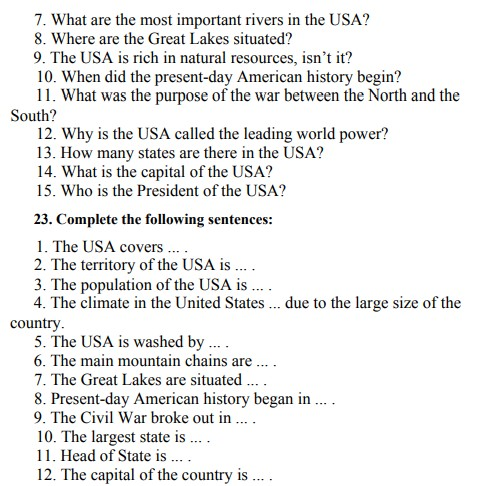 7. What are the most important rivers in the USA?
8. Where are the Great Lakes situated?
9. The USA is rich in natural resources, isn’t it?
10. When did the present-day American history begin?
11. What was the purpose of the war between the North and the
South?
12. Why is the USA called the leading world power?
13. How many states are there in the USA?
14. What is the capital of the USA?
15. Who is the President of the USA?
23. Complete the following sentences:
1. The USA covers ... .
2. The territory of the USA is ... .
3. The population of the USA is ... .
4. The climate in the United States ... due to the large size of the
country.
5. The USA is washed by ... .
6. The main mountain chains are ... .
7. The Great Lakes are situated ... .
8. Present-day American history began in ... .
9. The Civil War broke out in ... .
10. The largest state is ... .
11. Head of State is ... .
12. The capital of the country is ... .